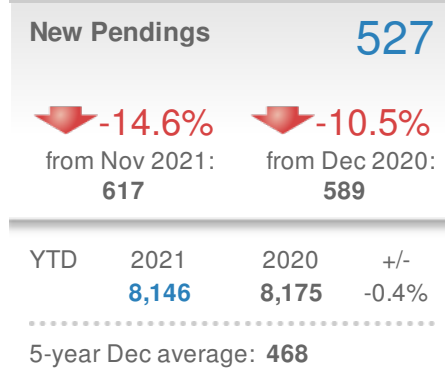 New Pendings 527
-14.6% -10.5%
from Nov 2021: from Dec 2020:
617 589
YTD 2021 2020 +/-
8,146 8,175 -0.4%
5-year Dec average: 468